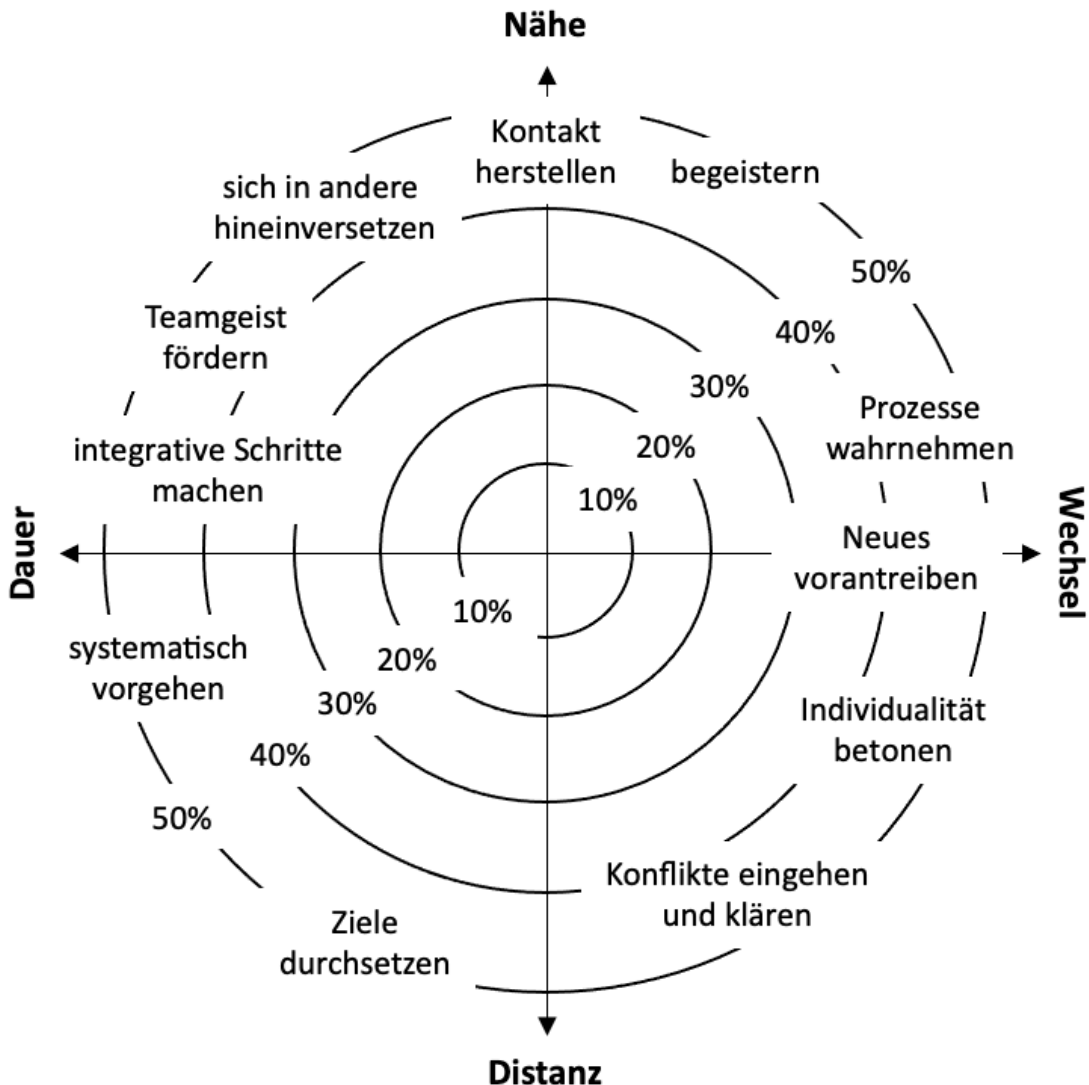 Nähe
Kontakt
herstellen
begeistern
sich in andere
hineinversetzen
50%
Teamgeist
fördern
40%
30%
Prozesse
wahrnehmen
integrative Schritte
machen
20%
10%
Dauer
Wechsel
Neues
vorantreiben
10%
systematisch
vorgehen
20%
30%
Individualität
betonen
40%
50%
Konflikte eingehen
und klären
Ziele
durchsetzen
Distanz